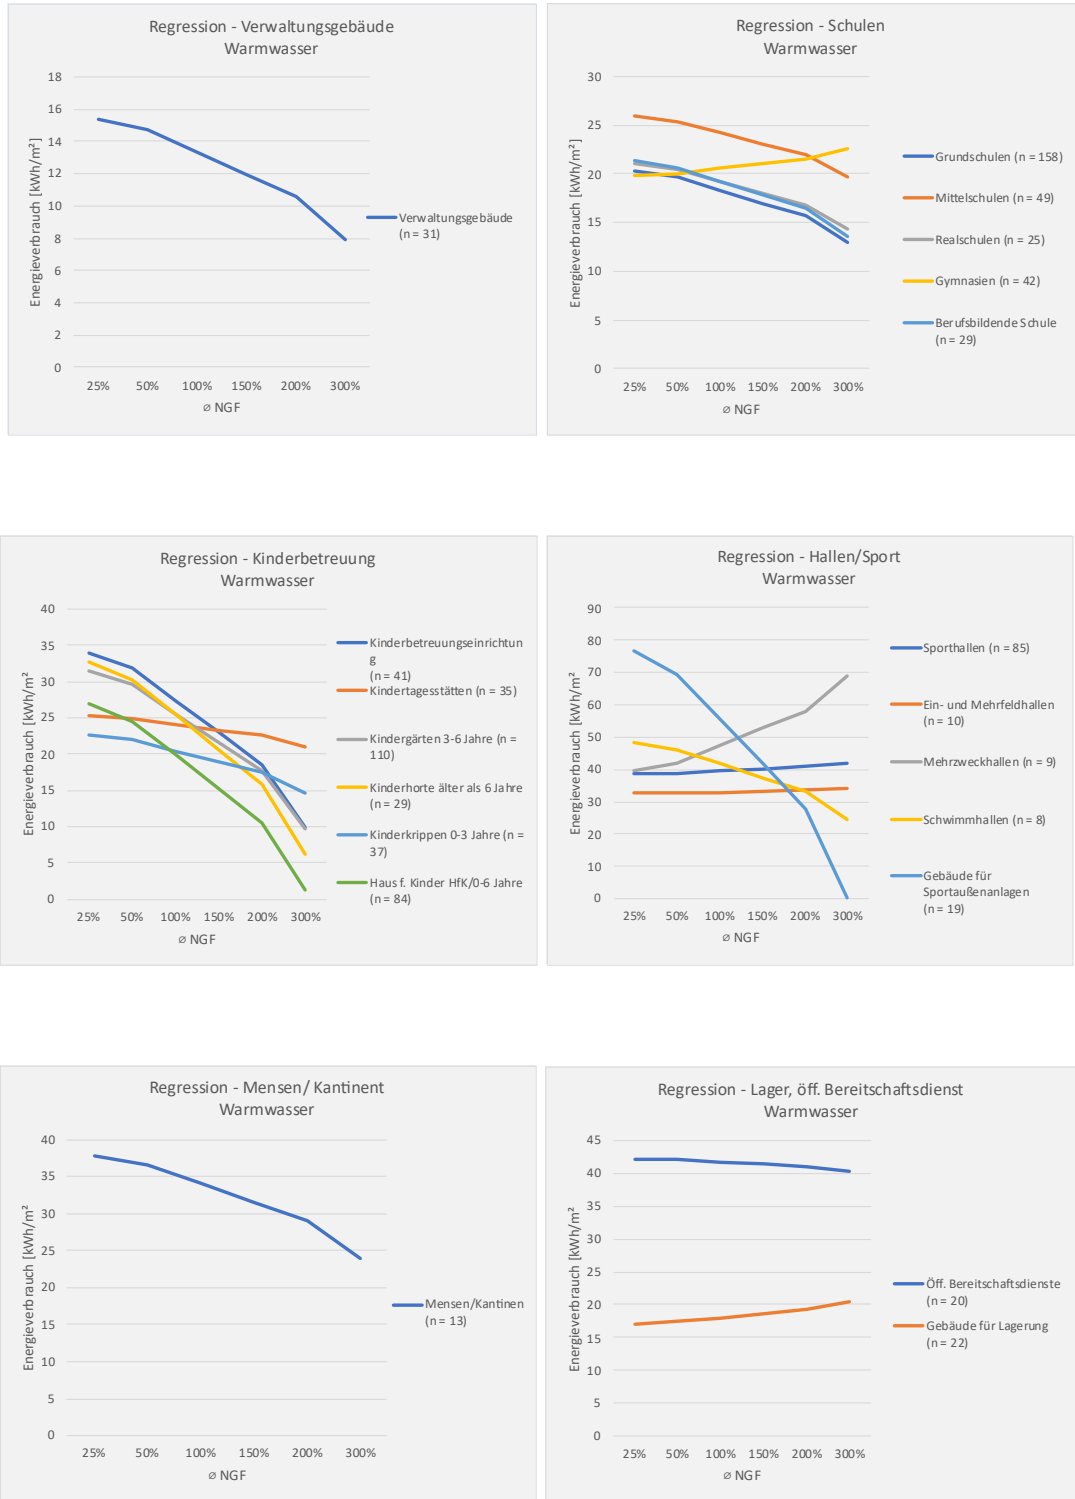 Regression - Verwaltungsgebäude
Warmwasser
Energieverbrauch [kWh/m²]
18
16
14
12
10
8
6
4
2
0
25% 50% 100% 150% 200% 300%
⌀ NGF
Verwaltungsgebäude
(n = 31)
Regression - Schulen
Warmwasser
Energieverbrauch [kWh/m²]
30
25
20
15
10
5
0
25% 50% 100% 150% 200% 300%
⌀ NGF
Grundschulen (n = 158)
Mittelschulen (n = 49)
Realschulen (n = 25)
Gymnasien (n = 42)
Berufsbildende Schule
(n = 29)
Regression - Kinderbetreuung
Warmwasser
Energieverbrauch [kWh/m²
40
35
30
25
20
15
10
5
0
25% 50% 100% 150% 200% 300%
⌀ NGF
Kinderbetreuungseinrichtun
g
(n = 41)
Kindertagesstätten (n = 35)
Kindergärten 3-6 Jahre (n =
110)
Kinderhorte älter als 6 Jahre
(n = 29)
Kinderkrippen 0-3 Jahre (n =
37)
Haus f. Kinder HfK/0-6 Jahre
(n = 84)
Regression - Hallen/Sport
Warmwasser
Energieverbrauch [kWh/m²
90
80
70
60
50
40
30
20
10
0
25% 50% 100% 150% 200% 300%
⌀ NGF
Sporthallen (n = 85)
Ein- und Mehrfeldhallen
(n = 10)
Mehrzweckhallen (n = 9)
Schwimmhallen (n = 8)
Gebäude für
Sportaußenanlagen
(n = 19)
Regression - Mensen/ Kantinent
Warmwasser
Energieverbrauch [kWh/m²
40
35
30
25
20
15
10
5
0
25% 50% 100% 150% 200% 300%
⌀ NGF
Mensen/Kantinen
(n = 13)
Regression - Lager, öff. Bereitschaftsdienst
Warmwasser
Energieverbrauch [kWh/m²
45
40
35
30
25
20
15
10
5
0
25% 50% 100% 150% 200% 300%
⌀ NGF
Öff. Bereitschaftsdienste
(n = 20)
Gebäude für Lagerung
(n = 22)